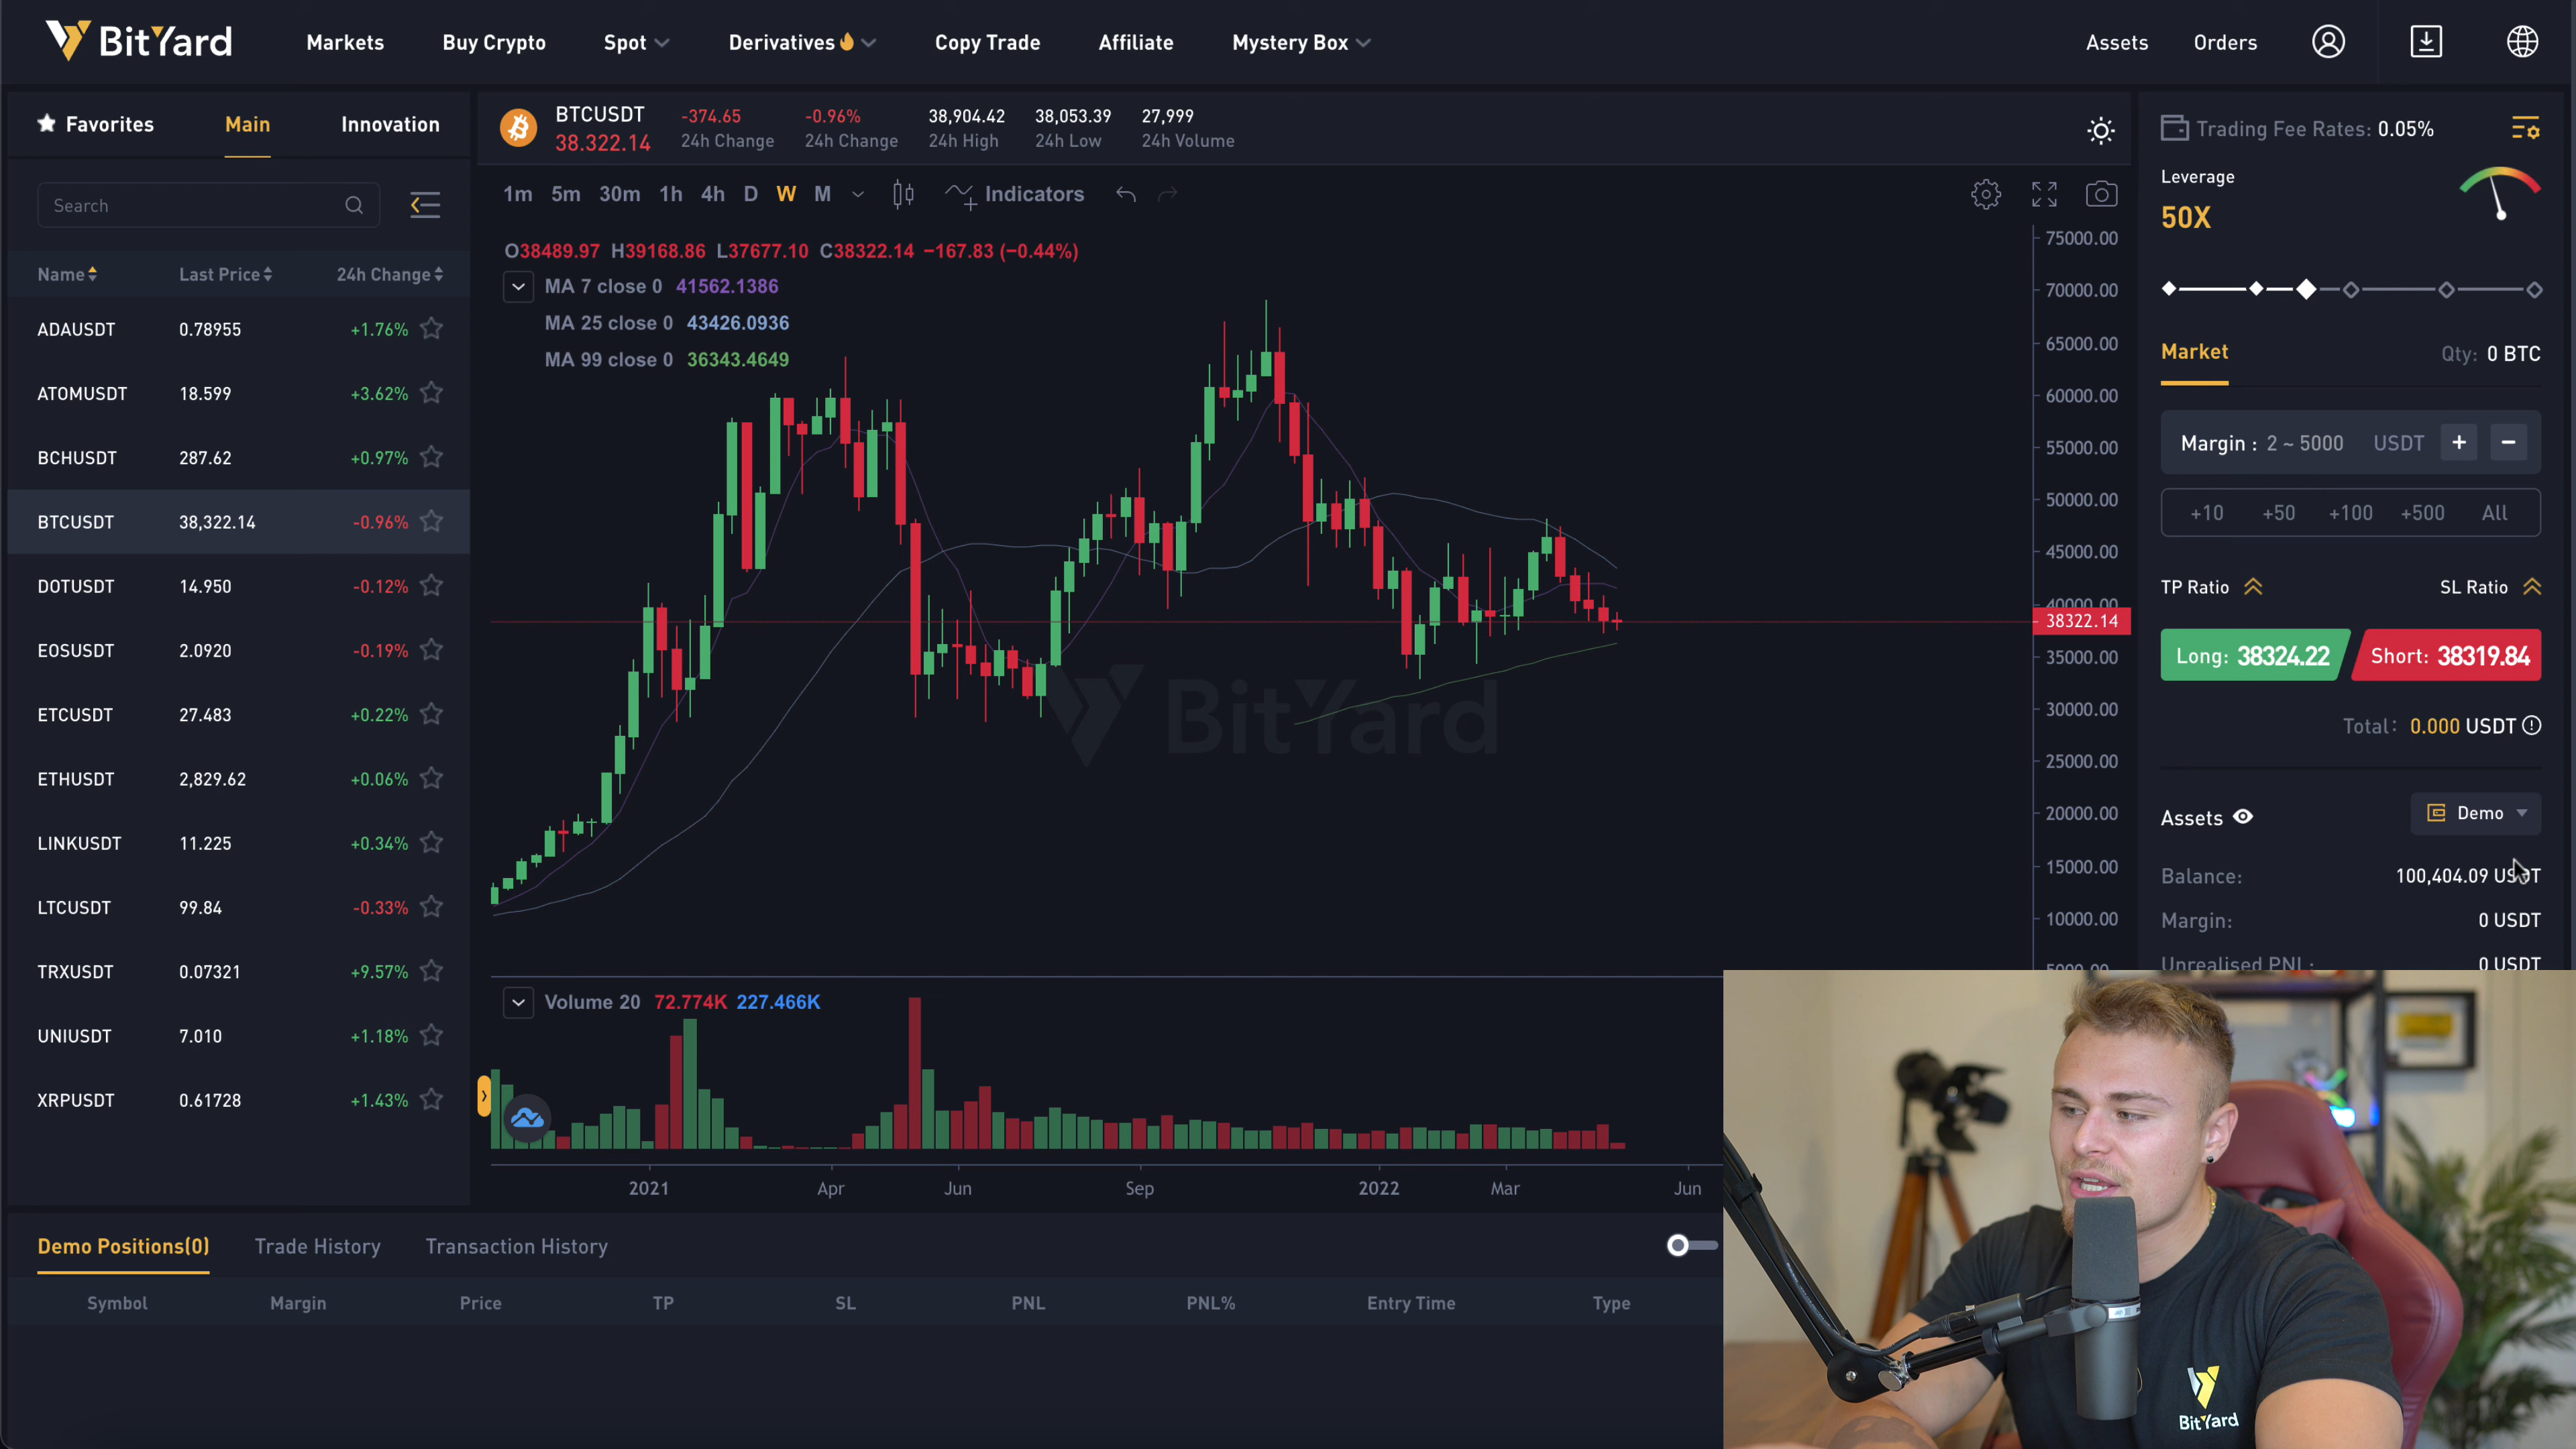 BitYard Markets Buy Crypto Spot Derivatives Copy Trade Affiliate Mystery Box Assets Orders
Favorites Main Innovation
Search
Name Last Price 24h Change
ADAUSDT 0.78955 +1.76%
ATOMUSDT 18.599 +3.62%
BCHUSDT 287.62 +0.97%
BTCUSDT 38,322.14 -0.96%
DOTUSDT 14.950 -0.12%
EOSUSDT 2.0920 -0.19%
ETCUSDT 27.483 +0.22%
ETHUSDT 2,829.62 +0.06%
LINKUSDT 11.225 +0.34%
LTCUSDT 99.84 -0.33%
TRXUSDT 0.07321 +9.57%
UNIUSDT 7.010 +1.18%
XRPUSDT 0.61728 +1.43%
BTCUSDT -374.65 -0.96% 38,904.42 38,053.39 27,999
38.322.14 24h Change 24h Change 24h High 24h Low 24h Volume
1m 5m 30m 1h 4h D W M Indicators
O38489.97 H39168.86 L37677.10 C38322.14 −167.83 (−0.44%)
MA 7 close 0 41562.1386
MA 25 close 0 43426.0936
MA 99 close 0 36343.4649
75000.00
70000.00
65000.00
60000.00
55000.00
50000.00
45000.00
40000.00
38322.14
35000.00
30000.00
25000.00
20000.00
15000.00
10000.00
5000.00
BitYard
Volume 20 72.774K 227.466K
2021 Apr Jun Sep 2022 Mar Jun
Trading Fee Rates: 0.05%
Leverage
50X
Market Qty: 0 BTC
Margin : 2 ~ 5000 USDT + −
+10 +50 +100 +500 All
TP Ratio SL Ratio
Long: 38324.22 Short: 38319.84
Total: 0.000 USDT
Assets Demo
Balance: 100,404.09 USDT
Margin: 0 USDT
Unrealised PNL: 0 USDT
Demo Positions(0) Trade History Transaction History
Symbol Margin Price TP SL PNL PNL% Entry Time Type
BitYard